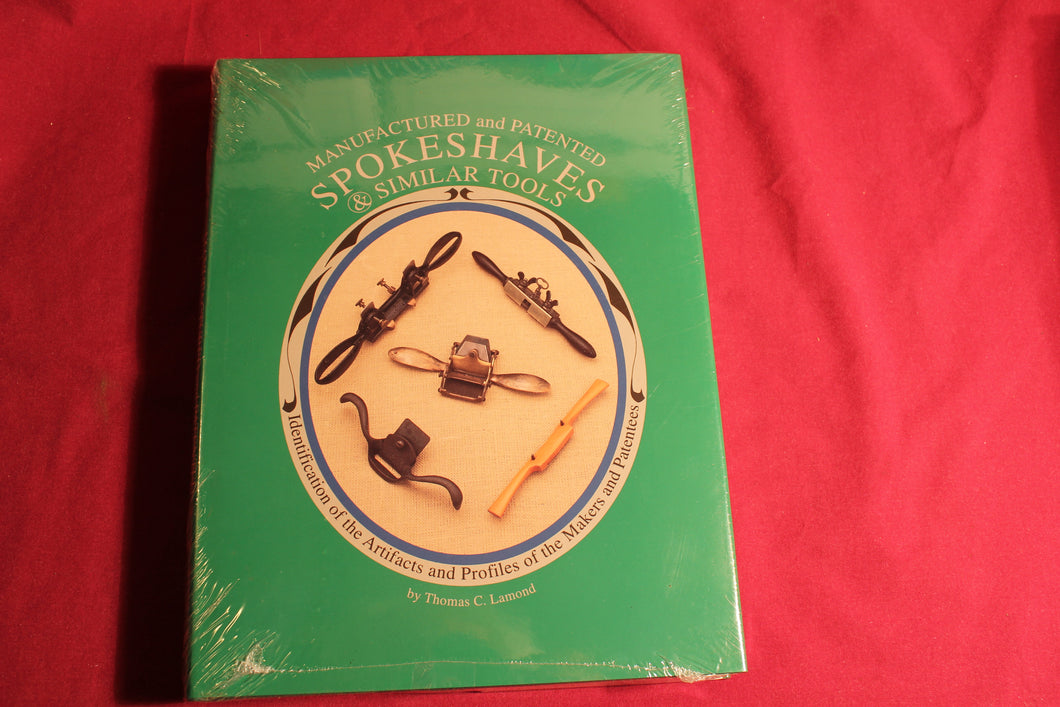 MANUFACTURED and PATENTED
SPOKESHAVES
& SIMILAR TOOLS
Identification of the Artifacts and Profiles of the Makers and Patentees
by Thomas C. Lamond